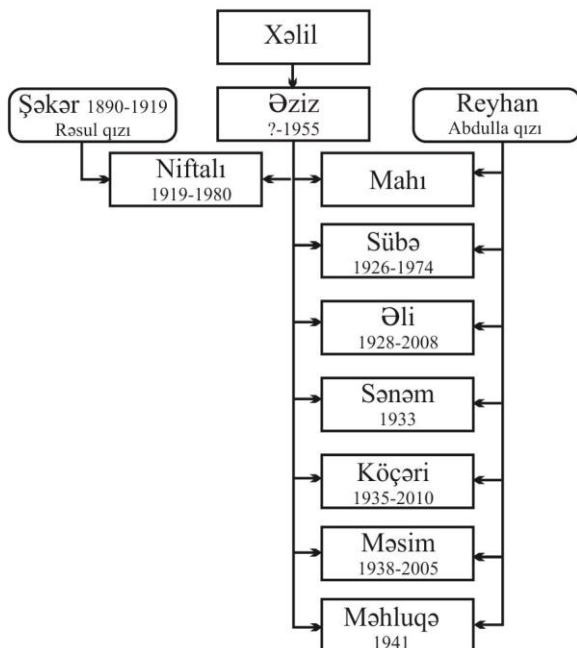 Xəlil
Şəkər 1890-1919
Rəsul qızı
Əziz
?-1955
Reyhan
Abdulla qızı
Niftalı
1919-1980
Mahı
Sübə
1926-1974
Əli
1928-2008
Sənəm
1933
Köçəri
1935-2010
Məsim
1938-2005
Məhluqə
1941